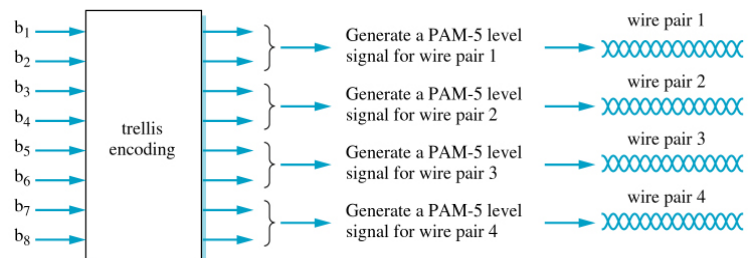 b1
b2
b3
b4
b5
b6
b7
b8
trellis
encoding
Generate a PAM-5 level
signal for wire pair 1
Generate a PAM-5 level
signal for wire pair 2
Generate a PAM-5 level
signal for wire pair 3
Generate a PAM-5 level
signal for wire pair 4
wire pair 1
wire pair 2
wire pair 3
wire pair 4